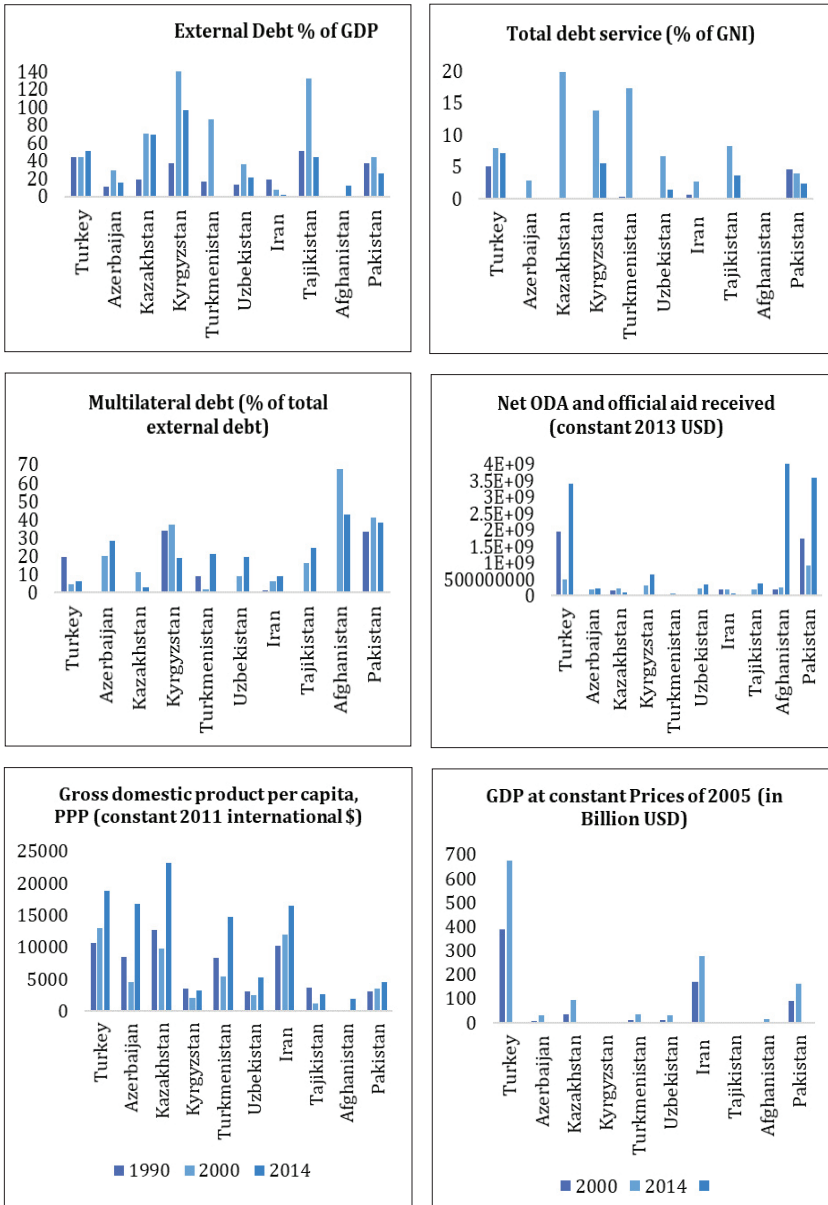 External Debt % of GDP
140
120
100
80
60
40
20
0
Turkey
Azerbaijan
Kazakhstan
Kyrgyzstan
Turkmenistan
Uzbekistan
Iran
Tajikistan
Afghanistan
Pakistan
Total debt service (% of GNI)
20
15
10
5
0
Turkey
Azerbaijan
Kazakhstan
Kyrgyzstan
Turkmenistan
Uzbekistan
Iran
Tajikistan
Afghanistan
Pakistan
Multilateral debt (% of total
external debt)
70
60
50
40
30
20
10
0
Turkey
Azerbaijan
Kazakhstan
Kyrgyzstan
Turkmenistan
Uzbekistan
Iran
Tajikistan
Afghanistan
Pakistan
Net ODA and official aid received
(constant 2013 USD)
4E+09
3.5E+09
3E+09
2.5E+09
2E+09
1.5E+09
1E+09
500000000
0
Turkey
Azerbaijan
Kazakhstan
Kyrgyzstan
Turkmenistan
Uzbekistan
Iran
Tajikistan
Afghanistan
Pakistan
Gross domestic product per capita,
PPP (constant 2011 international $)
25000
20000
15000
10000
5000
0
Turkey
Azerbaijan
Kazakhstan
Kyrgyzstan
Turkmenistan
Uzbekistan
Iran
Tajikistan
Afghanistan
Pakistan
1990 2000 2014
GDP at constant Prices of 2005 (in
Billion USD)
700
600
500
400
300
200
100
0
Turkey
Azerbaijan
Kazakhstan
Kyrgyzstan
Turkmenistan
Uzbekistan
Iran
Tajikistan
Afghanistan
Pakistan
2000 2014